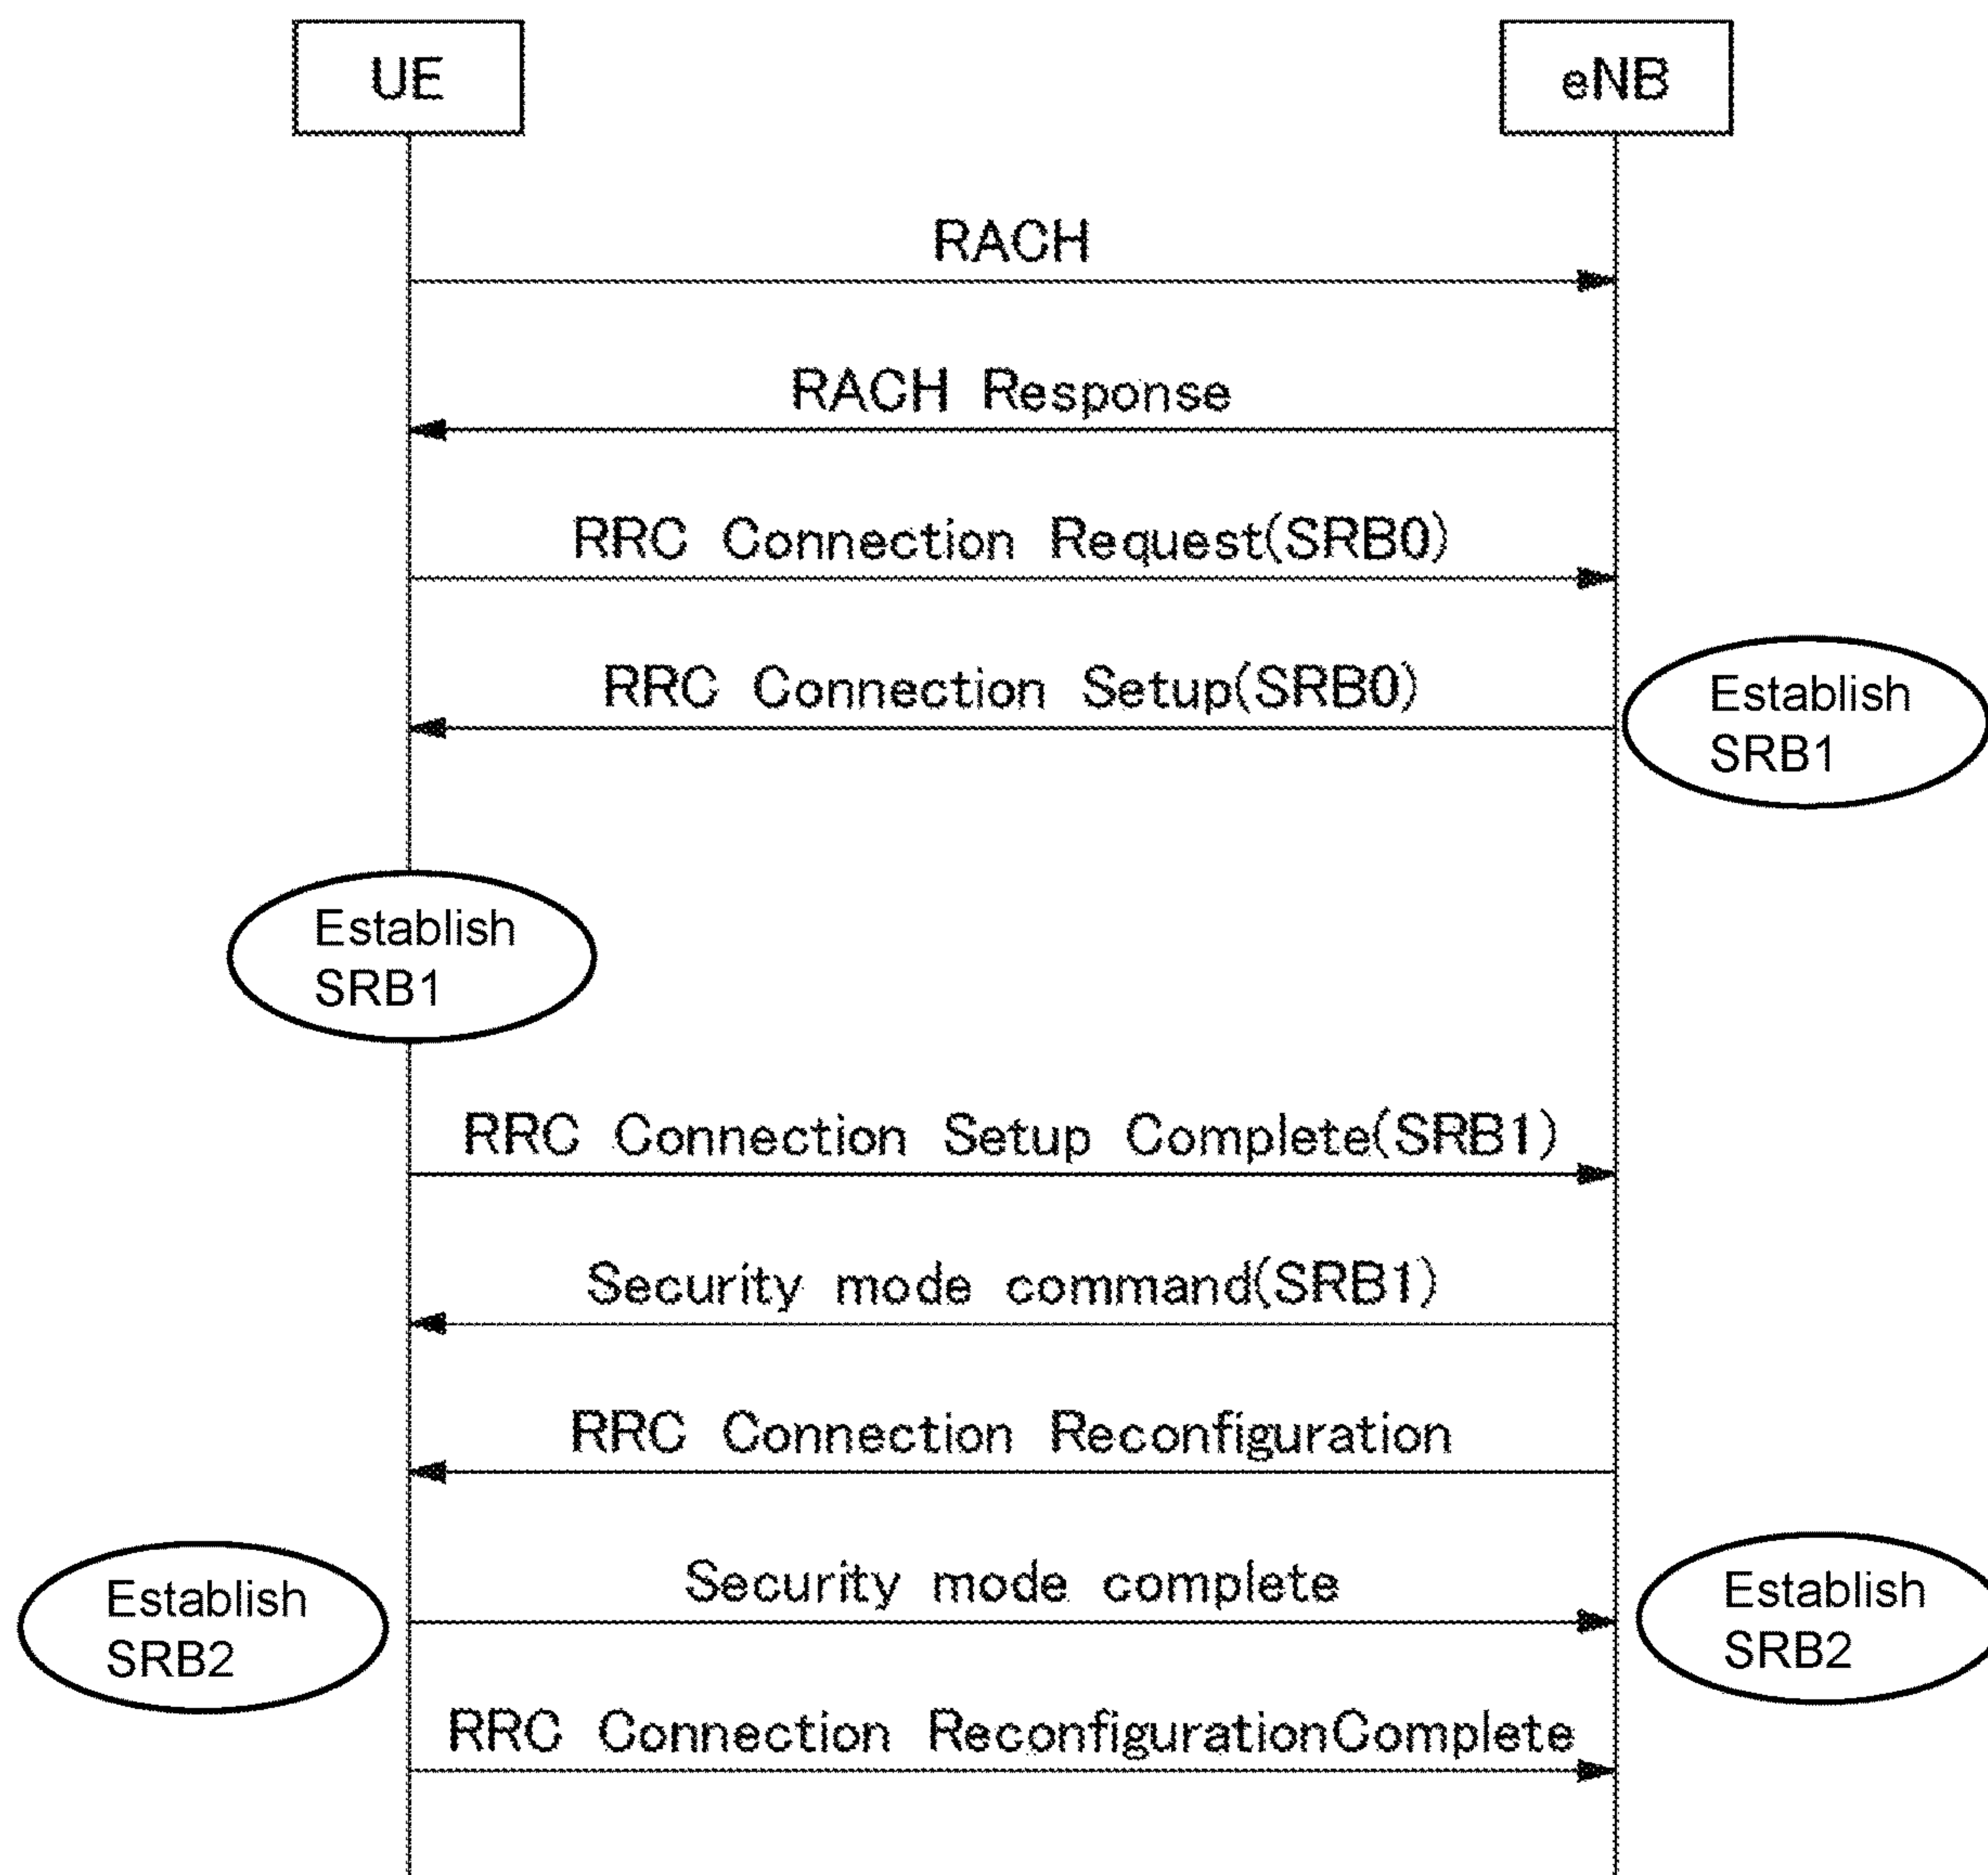 UE
eNB
RACH
RACH Response
RRC Connection Request(SRB0)
RRC Connection Setup(SRB0)
Establish
SRB1
Establish
SRB1
RRC Connection Setup Complete(SRB1)
Security mode command(SRB1)
RRC Connection Reconfiguration
Security mode complete
Establish
SRB2
Establish
SRB2
RRC Connection ReconfigurationComplete